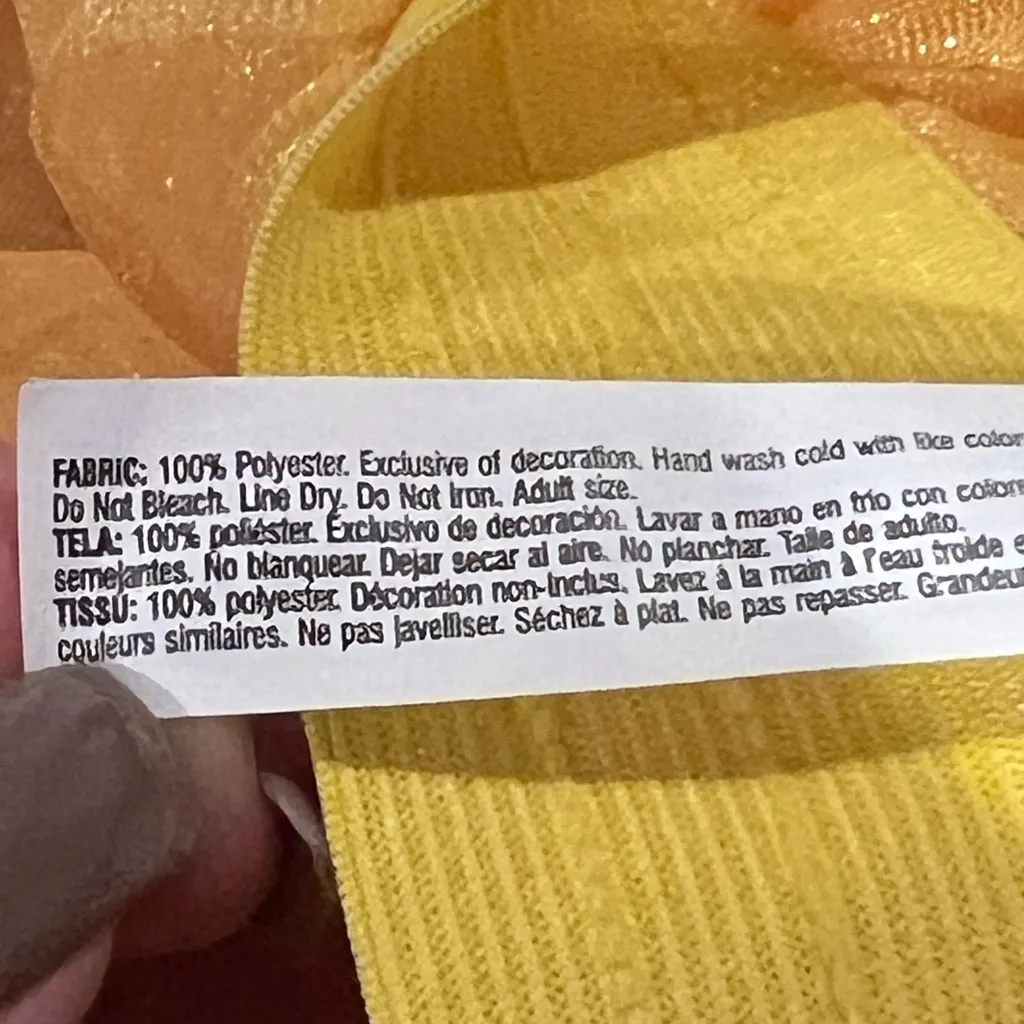 FABRIC: 100% Polyester. Exclusive of decoration. Hand wash cold with like color
Do Not Bleach. Line Dry. Do Not Iron. Adult size.
TELA: 100% poliéster. Exclusivo de decoración. Lavar a mano en frío con colore
semejantes. No blanquear. Dejar secar al aire. No planchar. Talle de adulto.
TISSU: 100% polyester. Décoration non-inclus. Lavez à la main à l'eau froide e
couleurs similaires. Ne pas javelliser. Séchez à plat. Ne pas repasser. Grandeur